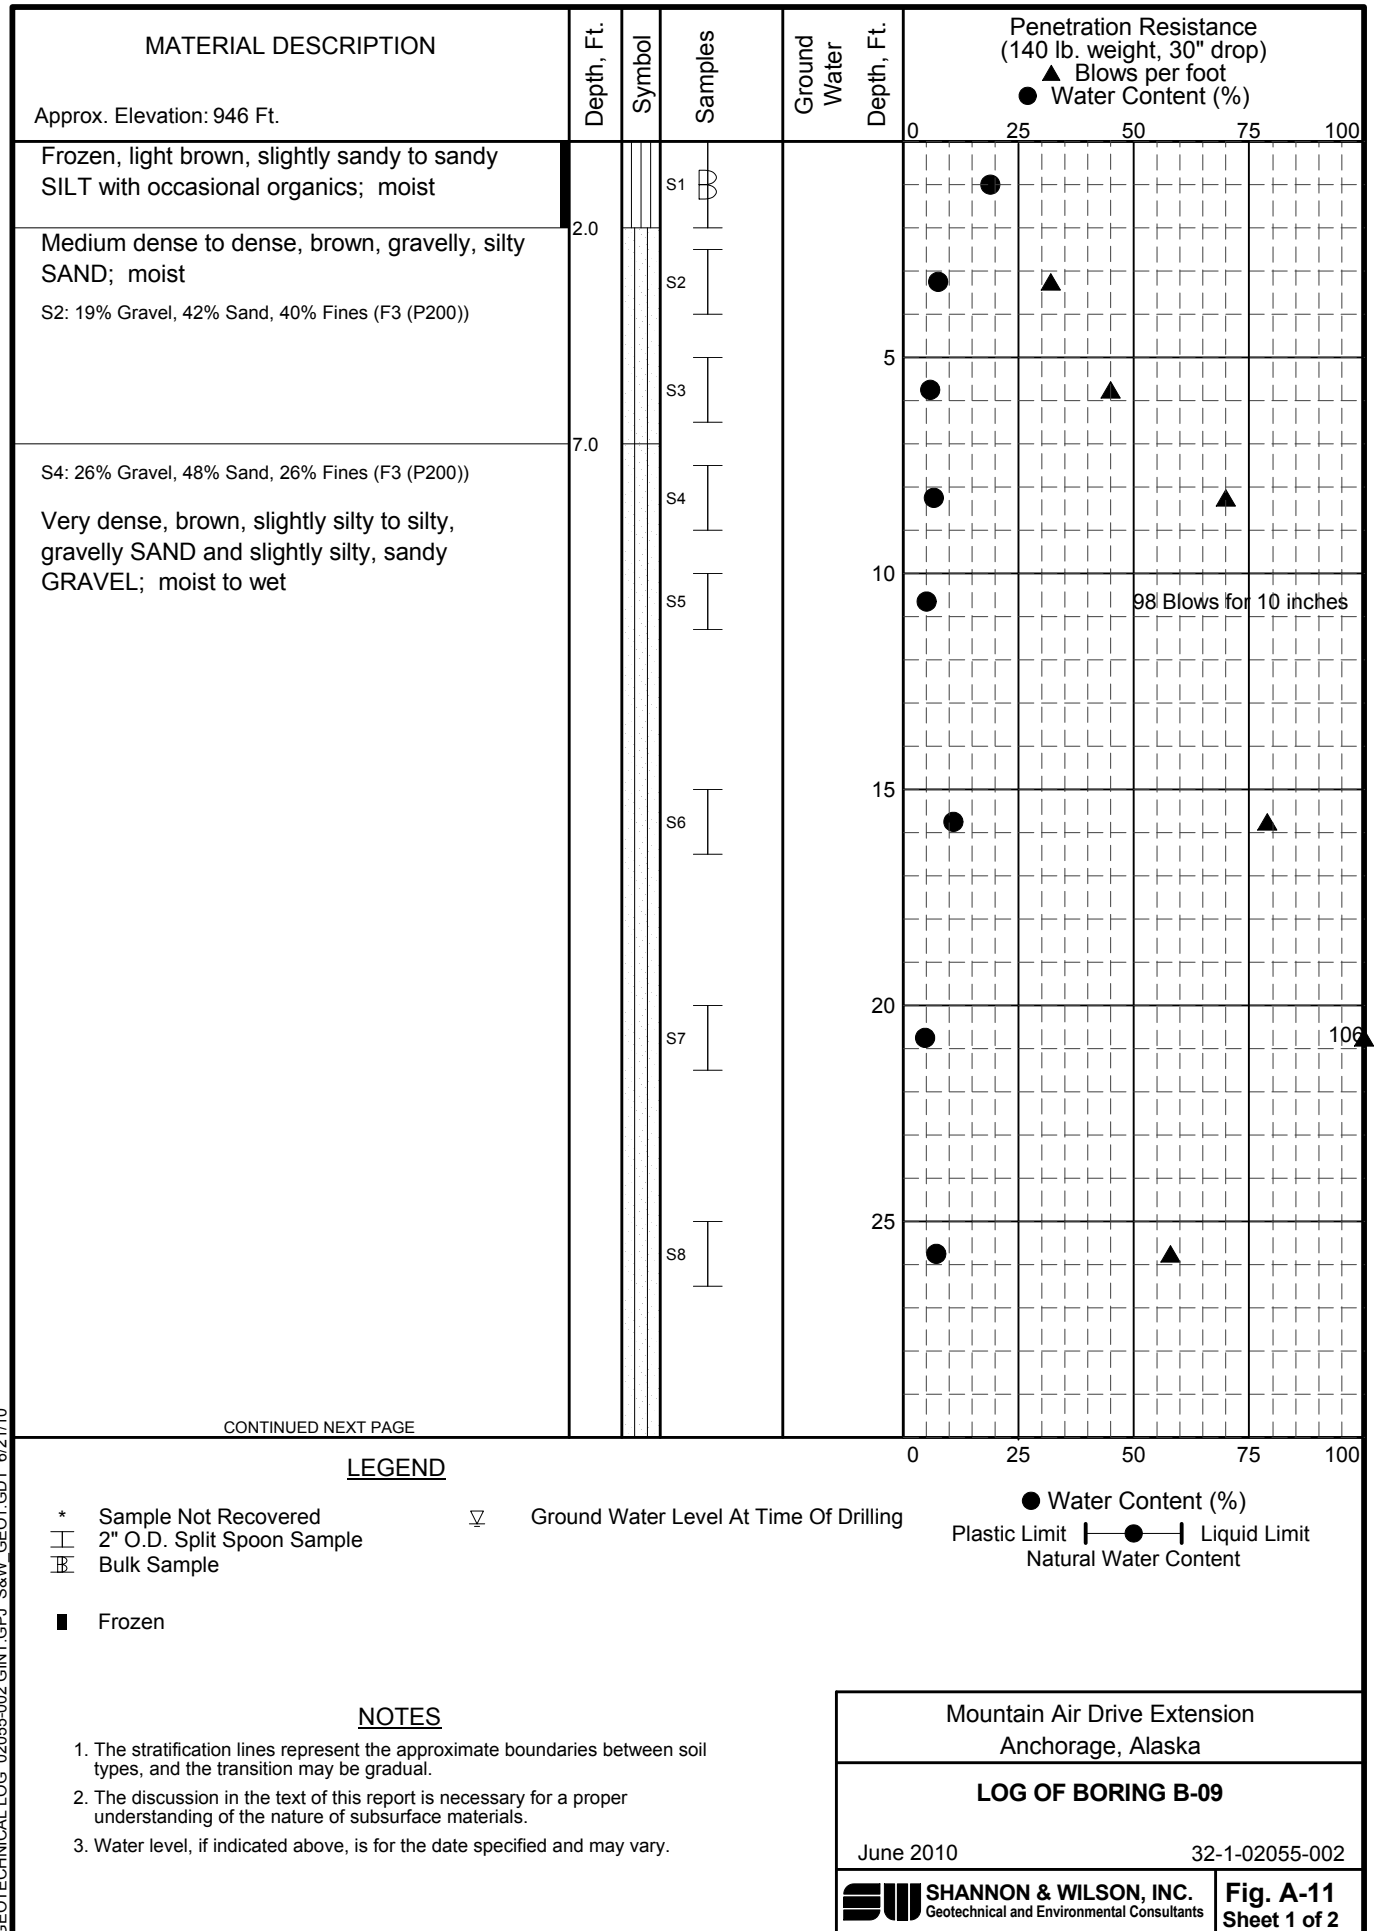 MATERIAL DESCRIPTION
Approx. Elevation: 946 Ft.
Depth, Ft.
Symbol
Samples
Ground
Water
Depth, Ft.
Penetration Resistance
(140 lb. weight, 30" drop)
▲ Blows per foot
● Water Content (%)
0 25 50 75 100
Frozen, light brown, slightly sandy to sandy
SILT with occasional organics; moist
S1
2.0
Medium dense to dense, brown, gravelly, silty
SAND; moist
S2
S2: 19% Gravel, 42% Sand, 40% Fines (F3 (P200))
5
S3
7.0
S4: 26% Gravel, 48% Sand, 26% Fines (F3 (P200))
S4
Very dense, brown, slightly silty to silty,
gravelly SAND and slightly silty, sandy
GRAVEL; moist to wet
10
S5
98 Blows for 10 inches
15
S6
20
S7
106
25
S8
CONTINUED NEXT PAGE
0 25 50 75 100
LEGEND
* Sample Not Recovered
2" O.D. Split Spoon Sample
B Bulk Sample
Frozen
Ground Water Level At Time Of Drilling
● Water Content (%)
Plastic Limit Liquid Limit
Natural Water Content
NOTES
1. The stratification lines represent the approximate boundaries between soil
types, and the transition may be gradual.
2. The discussion in the text of this report is necessary for a proper
understanding of the nature of subsurface materials.
3. Water level, if indicated above, is for the date specified and may vary.
Mountain Air Drive Extension
Anchorage, Alaska
LOG OF BORING B-09
June 2010 32-1-02055-002
SHANNON & WILSON, INC.
Geotechnical and Environmental Consultants
Fig. A-11
Sheet 1 of 2
GEOTECHNICAL LOG 02055-002 GINT.GPJ S&W_GEOT.GDT 6/21/10